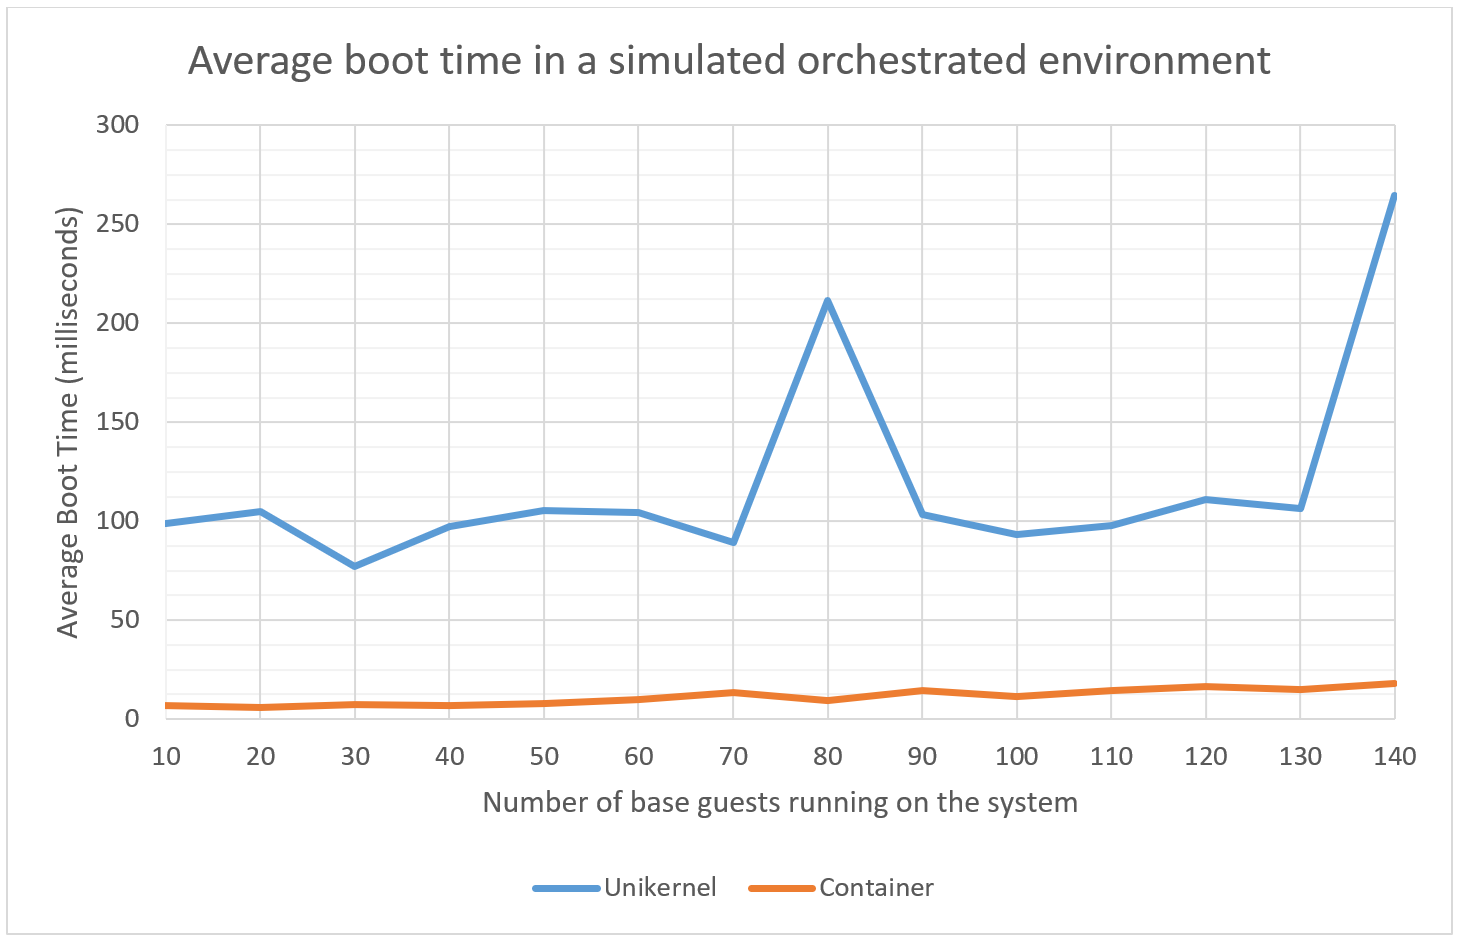 Average boot time in a simulated orchestrated environment
300
250
200
150
100
50
0
Average Boot Time (milliseconds)
10 20 30 40 50 60 70 80 90 100 110 120 130 140
Number of base guests running on the system
Unikernel Container